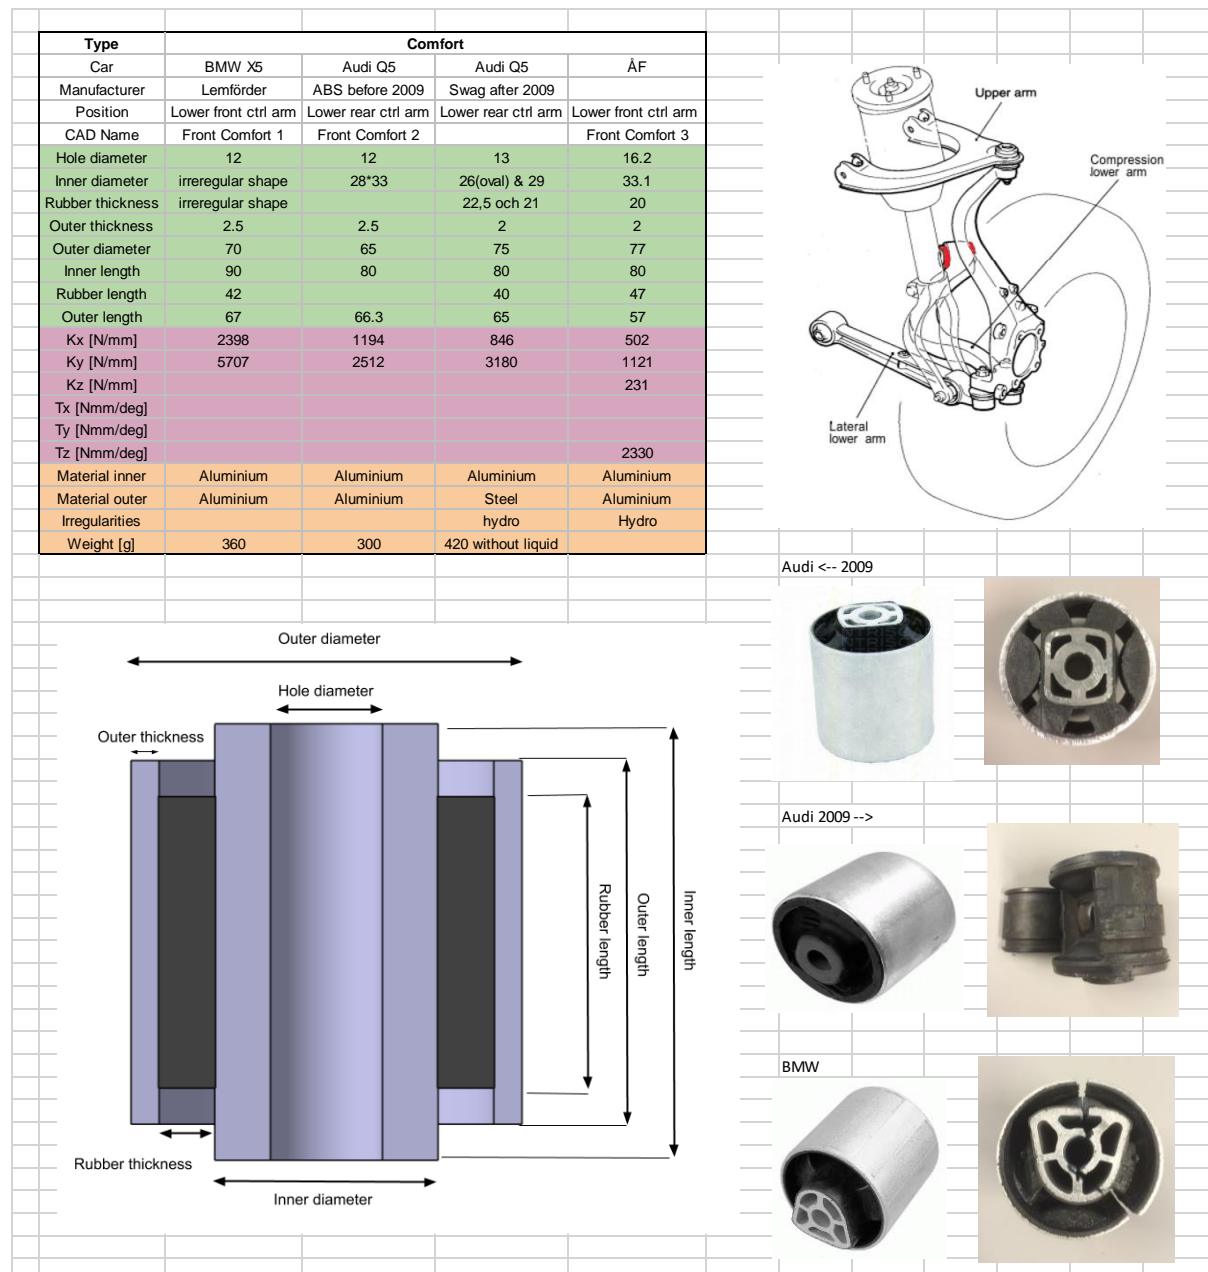 Type Comfort
Car BMW X5 Audi Q5 Audi Q5 ÅF
Manufacturer Lemförder ABS before 2009 Swag after 2009
Position Lower front ctrl arm Lower rear ctrl arm Lower rear ctrl arm Lower front ctrl arm
CAD Name Front Comfort 1 Front Comfort 2 Front Comfort 3
Hole diameter 12 12 13 16.2
Inner diameter irreregular shape 28*33 26(oval) & 29 33.1
Rubber thickness irreregular shape 22,5 och 21 20
Outer thickness 2.5 2.5 2 2
Outer diameter 70 65 75 77
Inner length 90 80 80 80
Rubber length 42 40 47
Outer length 67 66.3 65 57
Kx [N/mm] 2398 1194 846 502
Ky [N/mm] 5707 2512 3180 1121
Kz [N/mm] 231
Tx [Nmm/deg]
Ty [Nmm/deg]
Tz [Nmm/deg] 2330
Material inner Aluminium Aluminium Aluminium Aluminium
Material outer Aluminium Aluminium Steel Aluminium
Irregularities hydro Hydro
Weight [g] 360 300 420 without liquid
Upper arm
Compression
lower arm
Lateral
lower arm
Audi <-- 2009
Audi 2009 -->
BMW
Outer diameter
Hole diameter
Outer thickness
Rubber length
Outer length
Inner length
Rubber thickness
Inner diameter